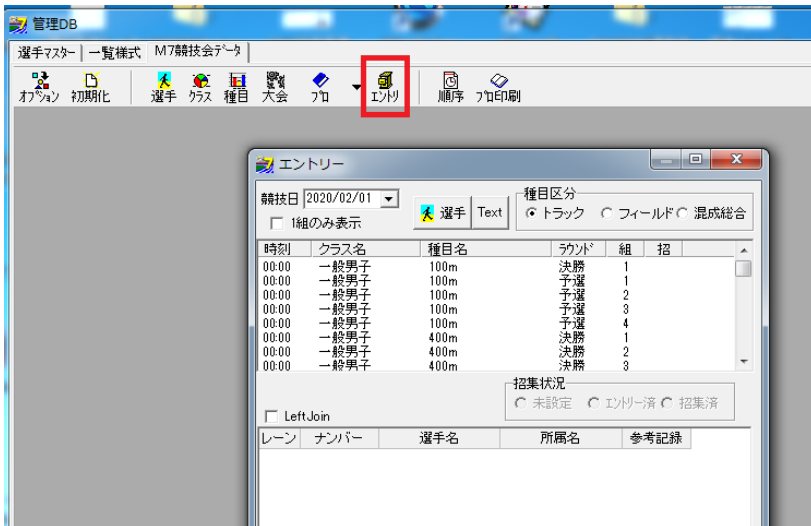 管理DB
選手マスター 一覧様式 M7競技会データ
オプション 初期化 選手 クラス 種目 大会 プロ エントリ 順序 プロ印刷
エントリー
競技日 2020/02/01 選手 Text 種目区分
1組のみ表示 トラック フィールド 混成総合
時刻 クラス名 種目名 ラウンド 組 招
00:00 一般男子 100m 決勝 1
00:00 一般男子 100m 予選 1
00:00 一般男子 100m 予選 2
00:00 一般男子 100m 予選 3
00:00 一般男子 100m 予選 4
00:00 一般男子 400m 決勝 1
00:00 一般男子 400m 決勝 2
00:00 一般男子 400m 決勝 3
招集状況
未設定 エントリー済 招集済
LeftJoin
レーン ナンバー 選手名 所属名 参考記録